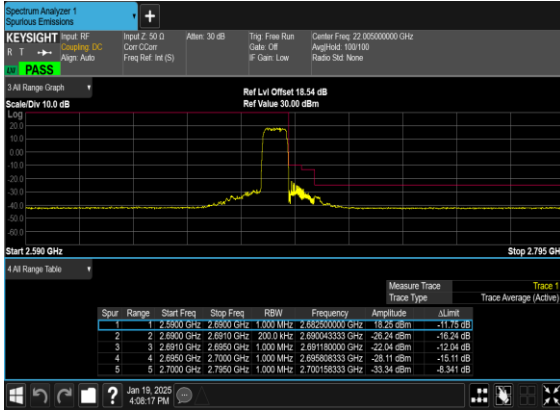 Spectrum Analyzer 1
Spurious Emissions
+
KEYSIGHT Input: RF Input Z: 50 Ω Atten: 30 dB Trig: Free Run Center Freq: 22.005000000 GHz
R T Coupling: DC Corr CCorr Gate: Off Avg|Hold: 100/100
Align: Auto Freq Ref: Int (S) IF Gain: Low Radio Std: None
PASS
3 All Range Graph
Ref Lvl Offset 18.54 dB
Scale/Div 10.0 dB Ref Value 30.00 dBm
Log
20.0
10.0
0.00
-10.0
-20.0
-30.0
-40.0
-50.0
-60.0
Start 2.590 GHz Stop 2.795 GH
4 All Range Table
Measure Trace Trace 1
Trace Type Trace Average (Active)
Spur Range Start Freq Stop Freq RBW Frequency Amplitude ΔLimit
1 1 2.5900 GHz 2.6900 GHz 1.000 MHz 2.682500000 GHz 18.25 dBm -11.75 dB
2 2 2.6900 GHz 2.6910 GHz 200.0 kHz 2.690043333 GHz -26.24 dBm -16.24 dB
3 3 2.6910 GHz 2.6950 GHz 1.000 MHz 2.691180000 GHz -22.04 dBm -12.04 dB
4 4 2.6950 GHz 2.7000 GHz 1.000 MHz 2.695808333 GHz -28.11 dBm -15.11 dB
5 5 2.7000 GHz 2.7950 GHz 1.000 MHz 2.700158333 GHz -33.34 dBm -8.341 dB
?
Jan 19, 2025
4:08:17 PM